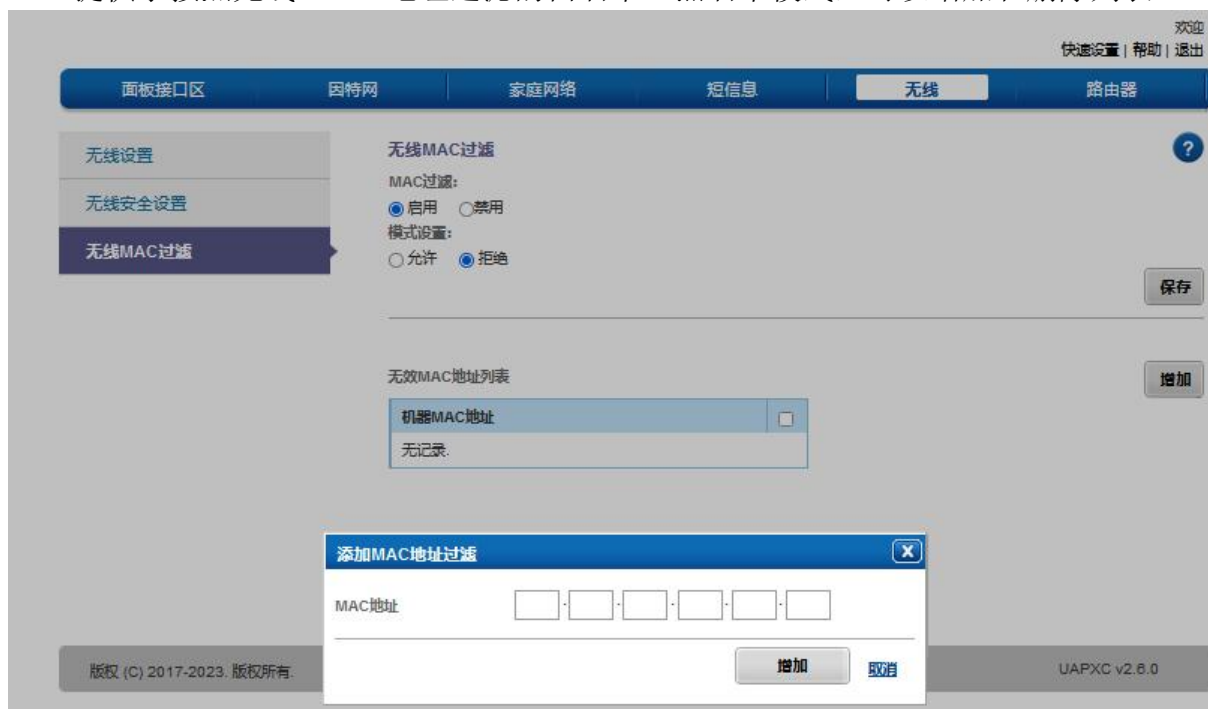 欢迎
快速设置 | 帮助 | 退出
面板接口区 因特网 家庭网络 短信息 无线 路由器
无线设置
无线安全设置
无线MAC过滤
无线MAC过滤
?
MAC过滤:
启用 禁用
模式设置:
允许 拒绝
保存
无效MAC地址列表
增加
机器MAC地址
无记录.
添加MAC地址过滤
X
MAC地址
增加 取消
版权 (C) 2017-2023. 版权所有.
UAPXC v2.6.0